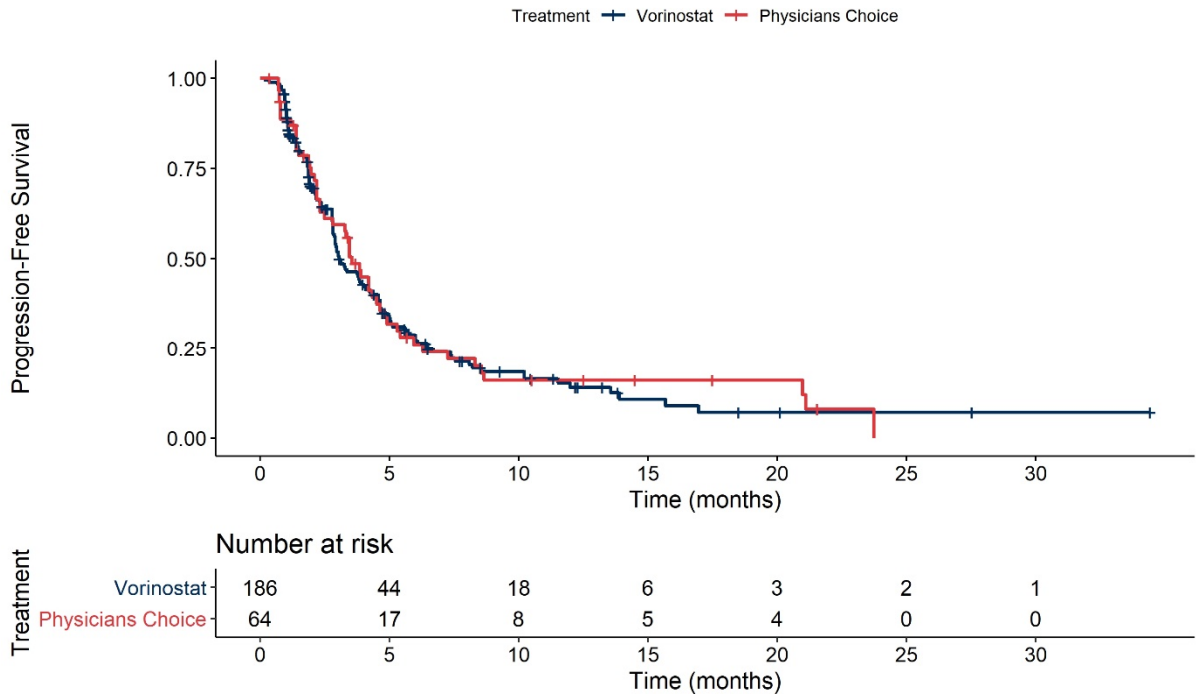 Treatment Vorinostat Physicians Choice
Progression-Free Survival
1.00
0.75
0.50
0.25
0.00
0 5 10 15 20 25 30
Time (months)
Number at risk
Treatment
Vorinostat 186 44 18 6 3 2 1
Physicians Choice 64 17 8 5 4 0 0
0 5 10 15 20 25 30
Time (months)